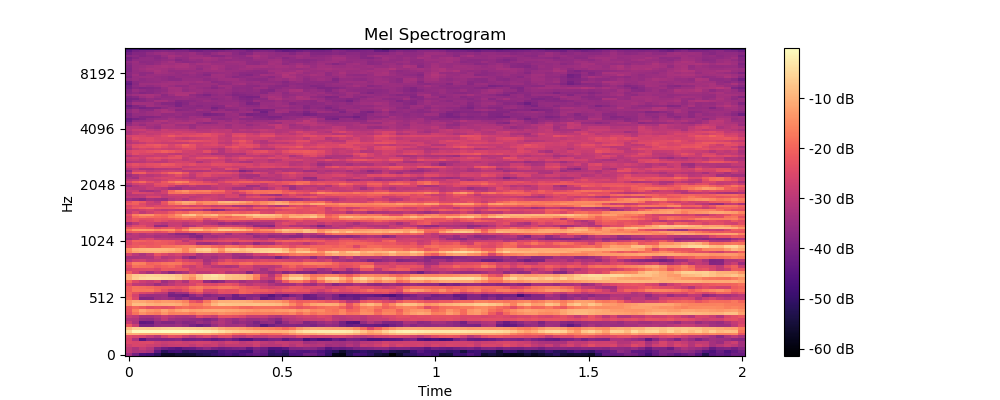 Mel Spectrogram
8192
4096
2048
1024
512
0
Hz
0 0.5 1 1.5 2
Time
-10 dB
-20 dB
-30 dB
-40 dB
-50 dB
-60 dB